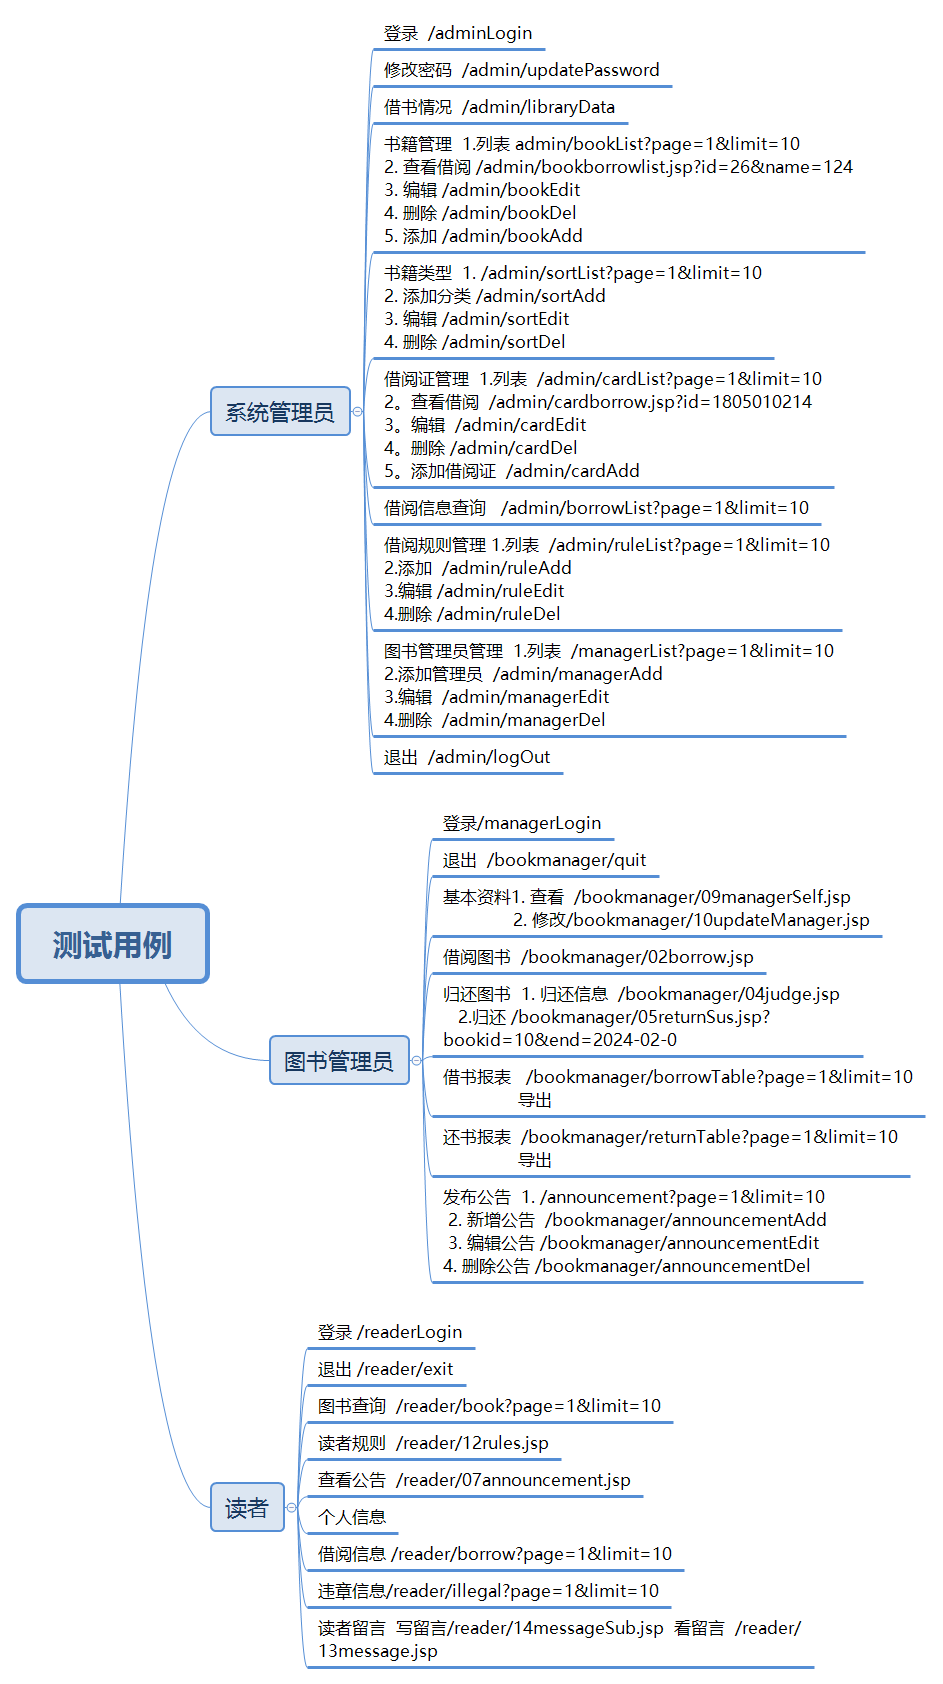 登录  /adminLogin
修改密码  /admin/updatePassword
借书情况  /admin/libraryData
书籍管理  1.列表 admin/bookList?page=1&limit=10
2. 查看借阅 /admin/bookborrowlist.jsp?id=26&name=124
3. 编辑 /admin/bookEdit
4. 删除 /admin/bookDel
5. 添加 /admin/bookAdd
书籍类型  1. /admin/sortList?page=1&limit=10
2. 添加分类 /admin/sortAdd
3. 编辑 /admin/sortEdit
4. 删除 /admin/sortDel
借阅证管理  1.列表  /admin/cardList?page=1&limit=10
2。查看借阅  /admin/cardborrow.jsp?id=1805010214
3。编辑  /admin/cardEdit
4。删除 /admin/cardDel
5。添加借阅证  /admin/cardAdd
借阅信息查询   /admin/borrowList?page=1&limit=10
借阅规则管理 1.列表  /admin/ruleList?page=1&limit=10
2.添加  /admin/ruleAdd
3.编辑 /admin/ruleEdit
4.删除 /admin/ruleDel
图书管理员管理  1.列表  /managerList?page=1&limit=10
2.添加管理员  /admin/managerAdd
3.编辑  /admin/managerEdit
4.删除  /admin/managerDel
退出  /admin/logOut
系统管理员
测试用例
登录/managerLogin
退出  /bookmanager/quit
基本资料1. 查看  /bookmanager/09managerSelf.jsp
2. 修改/bookmanager/10updateManager.jsp
借阅图书  /bookmanager/02borrow.jsp
归还图书  1. 归还信息  /bookmanager/04judge.jsp
2.归还 /bookmanager/05returnSus.jsp?
bookid=10&end=2024-02-0
借书报表   /bookmanager/borrowTable?page=1&limit=10
导出
还书报表  /bookmanager/returnTable?page=1&limit=10
导出
发布公告  1. /announcement?page=1&limit=10
2. 新增公告  /bookmanager/announcementAdd
3. 编辑公告 /bookmanager/announcementEdit
4. 删除公告 /bookmanager/announcementDel
图书管理员
登录 /readerLogin
退出 /reader/exit
图书查询  /reader/book?page=1&limit=10
读者规则  /reader/12rules.jsp
查看公告  /reader/07announcement.jsp
个人信息
借阅信息 /reader/borrow?page=1&limit=10
违章信息/reader/illegal?page=1&limit=10
读者留言  写留言/reader/14messageSub.jsp  看留言  /reader/
13message.jsp
读者